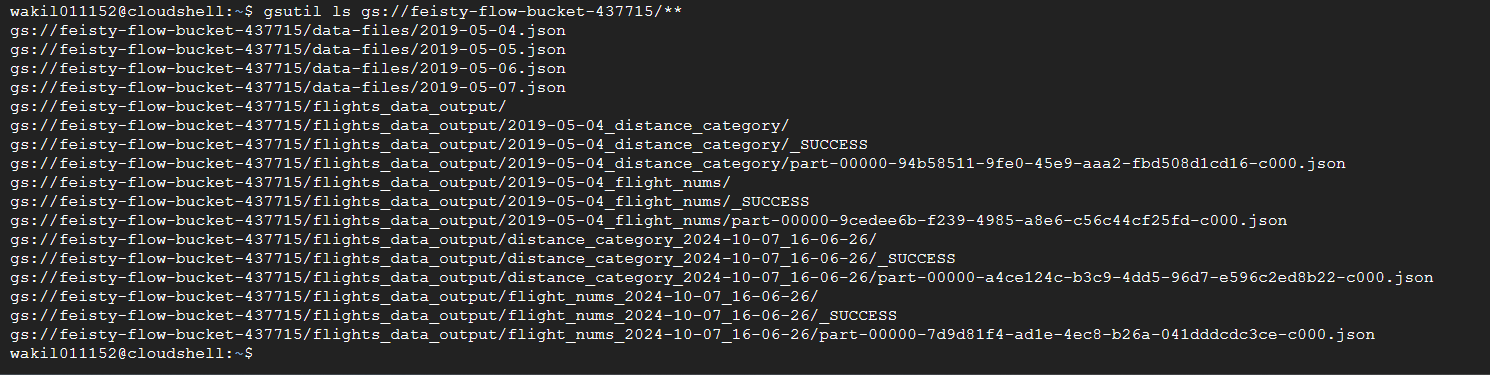 wakil011152@cloudshell:~$ gsutil ls gs://feisty-flow-bucket-437715/**
gs://feisty-flow-bucket-437715/data-files/2019-05-04.json
gs://feisty-flow-bucket-437715/data-files/2019-05-05.json
gs://feisty-flow-bucket-437715/data-files/2019-05-06.json
gs://feisty-flow-bucket-437715/data-files/2019-05-07.json
gs://feisty-flow-bucket-437715/flights_data_output/
gs://feisty-flow-bucket-437715/flights_data_output/2019-05-04_distance_category/
gs://feisty-flow-bucket-437715/flights_data_output/2019-05-04_distance_category/_SUCCESS
gs://feisty-flow-bucket-437715/flights_data_output/2019-05-04_distance_category/part-00000-94b58511-9fe0-45e9-aaa2-fbd508d1cd16-c000.json
gs://feisty-flow-bucket-437715/flights_data_output/2019-05-04_flight_nums/
gs://feisty-flow-bucket-437715/flights_data_output/2019-05-04_flight_nums/_SUCCESS
gs://feisty-flow-bucket-437715/flights_data_output/2019-05-04_flight_nums/part-00000-9cedee6b-f239-4985-a8e6-c56c44cf25fd-c000.json
gs://feisty-flow-bucket-437715/flights_data_output/distance_category_2024-10-07_16-06-26/
gs://feisty-flow-bucket-437715/flights_data_output/distance_category_2024-10-07_16-06-26/_SUCCESS
gs://feisty-flow-bucket-437715/flights_data_output/distance_category_2024-10-07_16-06-26/part-00000-a4ce124c-b3c9-4dd5-96d7-e596c2ed8b22-c000.json
gs://feisty-flow-bucket-437715/flights_data_output/flight_nums_2024-10-07_16-06-26/
gs://feisty-flow-bucket-437715/flights_data_output/flight_nums_2024-10-07_16-06-26/_SUCCESS
gs://feisty-flow-bucket-437715/flights_data_output/flight_nums_2024-10-07_16-06-26/part-00000-7d9d81f4-ad1e-4ec8-b26a-041dddcdc3ce-c000.json
wakil011152@cloudshell:~$